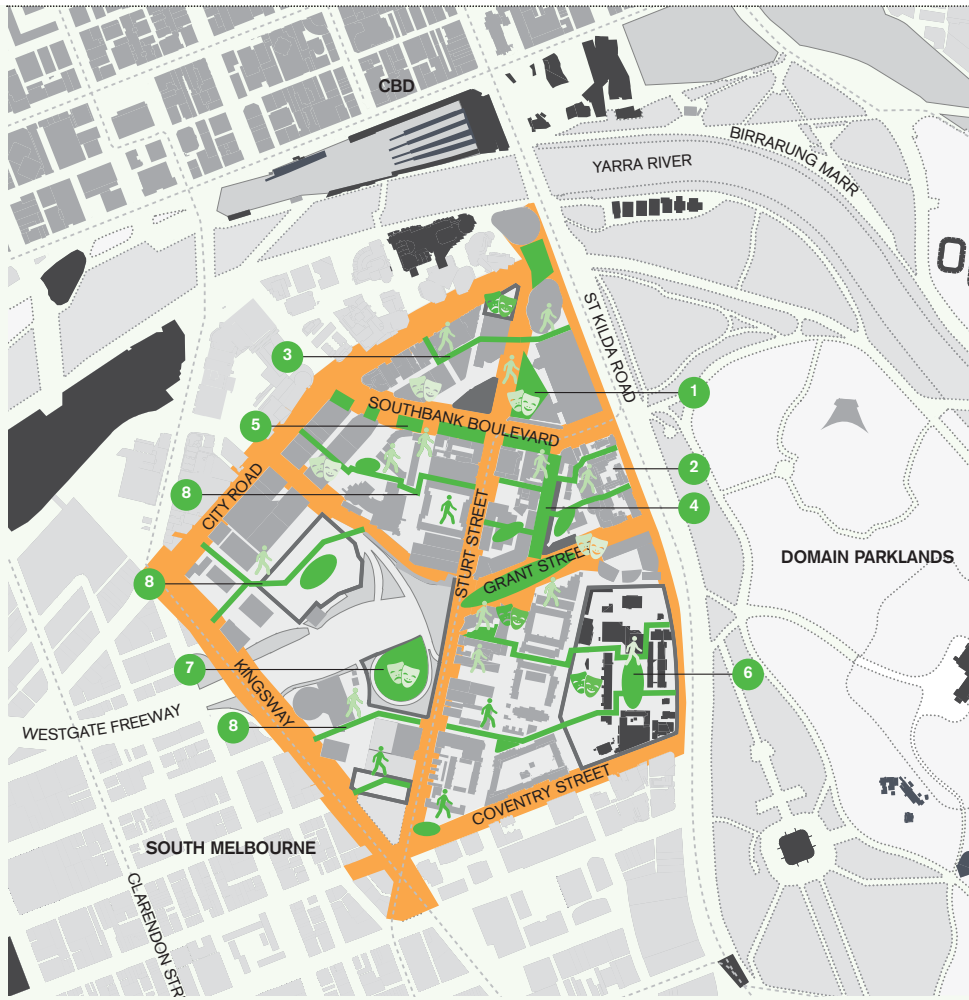 CBD
BIRRARUNG MARR
YARRA RIVER
ST KILDA ROAD
3
1
SOUTHBANK BOULEVARD
5
2
8
4
CITY ROAD
STURT STREET
DOMAIN PARKLANDS
GRANT STREET
8
7
6
KINGSWAY
WESTGATE FREEWAY
8
COVENTRY STREET
SOUTH MELBOURNE
CLARENDON STR